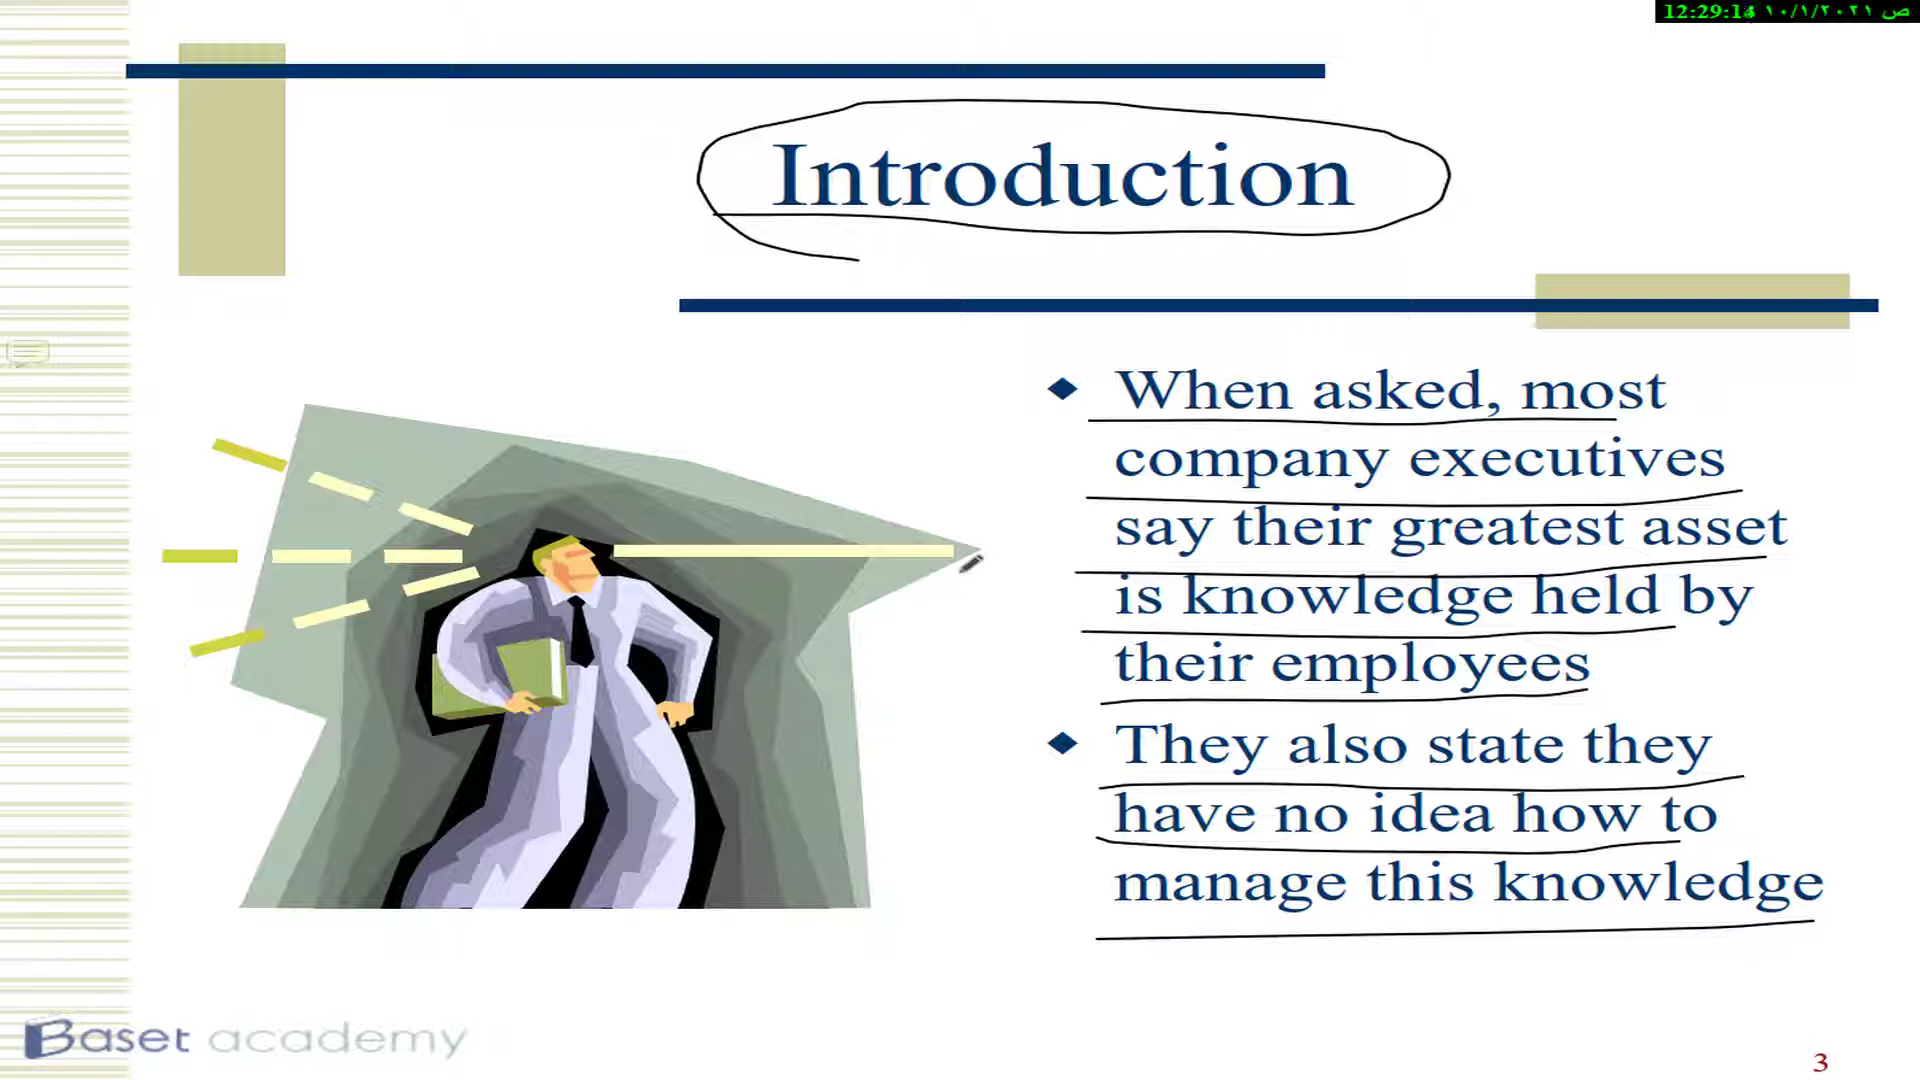 12:29:14 ١٠/١/٢٠٢١ ص
Introduction
When asked, most
company executives
say their greatest asset
is knowledge held by
their employees
They also state they
have no idea how to
manage this knowledge
Baset academy
3